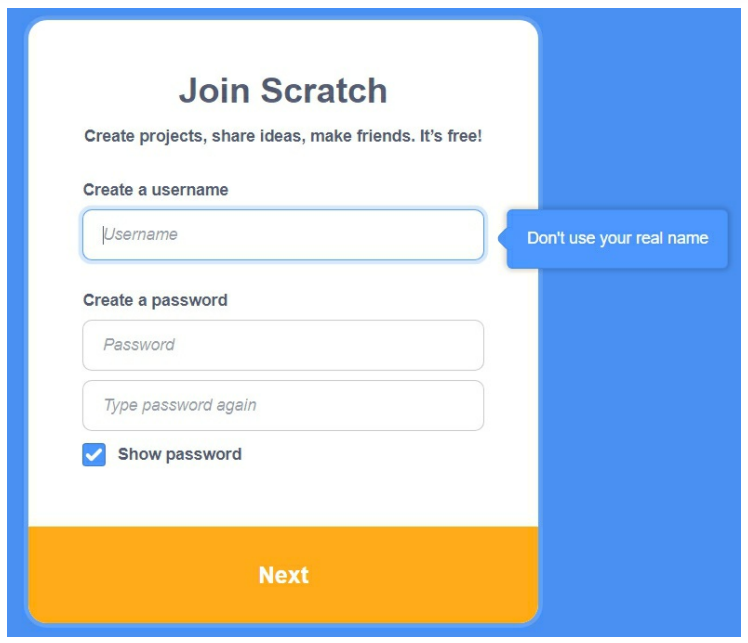 Join Scratch
Create projects, share ideas, make friends. It’s free!
Create a username
Username
Don't use your real name
Create a password
Password
Type password again
Show password
Next